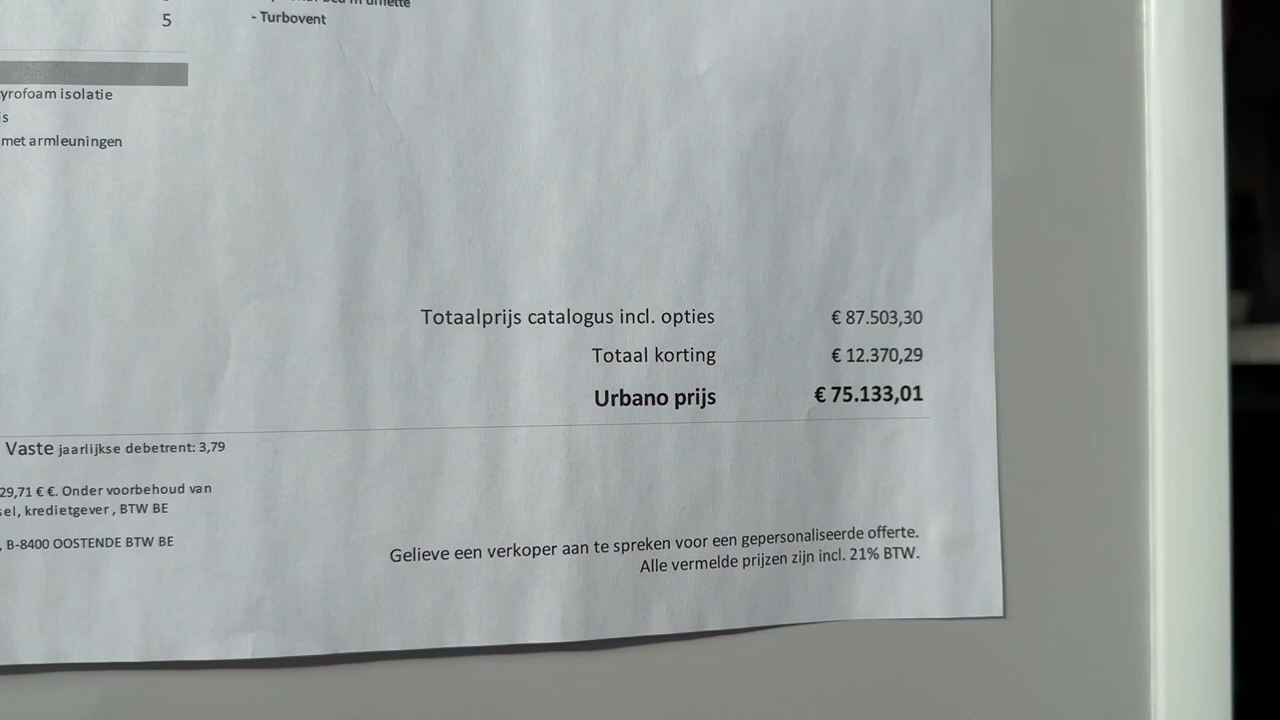 5
- Turbovent
yrofoam isolatie
is
met armleuningen
Totaalprijs catalogus incl. opties € 87.503,30
Totaal korting € 12.370,29
Urbano prijs € 75.133,01
Vaste jaarlijkse debetrent: 3,79
29,71 € €. Onder voorbehoud van
sel, kredietgever , BTW BE
, B-8400 OOSTENDE BTW BE
Gelieve een verkoper aan te spreken voor een gepersonaliseerde offerte.
Alle vermelde prijzen zijn incl. 21% BTW.